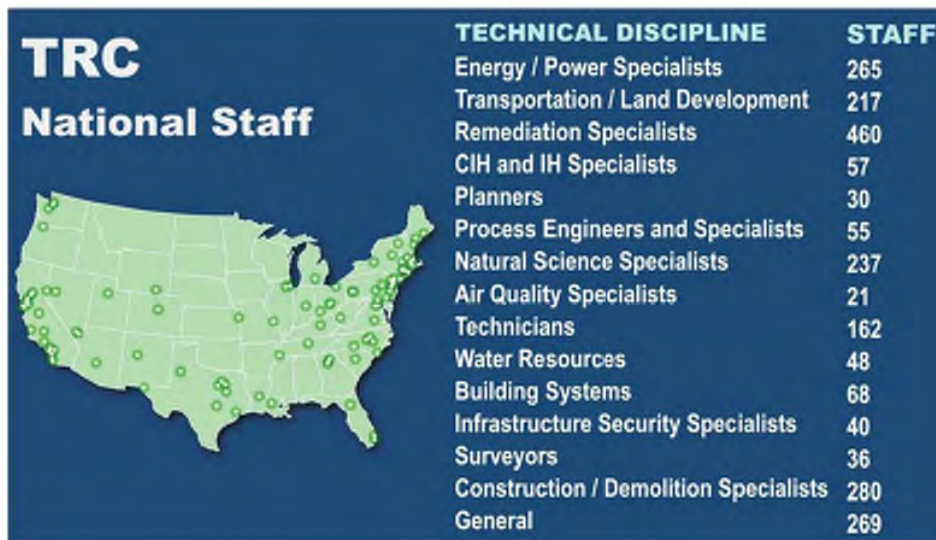 TRC
National Staff
TECHNICAL DISCIPLINE STAFF
Energy / Power Specialists 265
Transportation / Land Development 217
Remediation Specialists 460
CIH and IH Specialists 57
Planners 30
Process Engineers and Specialists 55
Natural Science Specialists 237
Air Quality Specialists 21
Technicians 162
Water Resources 48
Building Systems 68
Infrastructure Security Specialists 40
Surveyors 36
Construction / Demolition Specialists 280
General 269